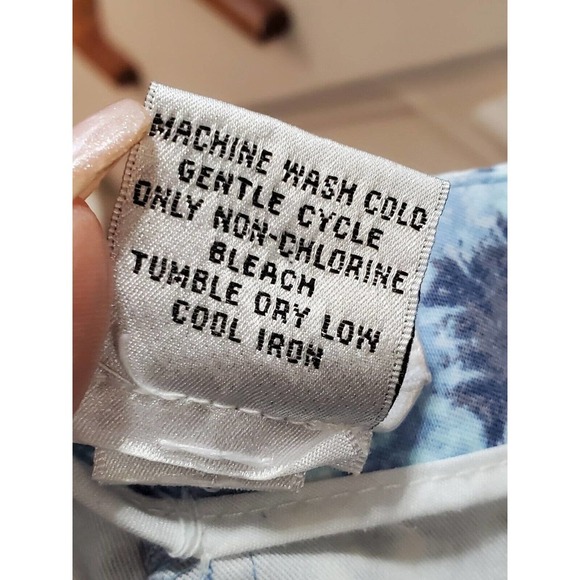 MACHINE WASH COLD
GENTLE CYCLE
ONLY NON-CHLORINE
BLEACH
TUMBLE DRY LOW
COOL IRON